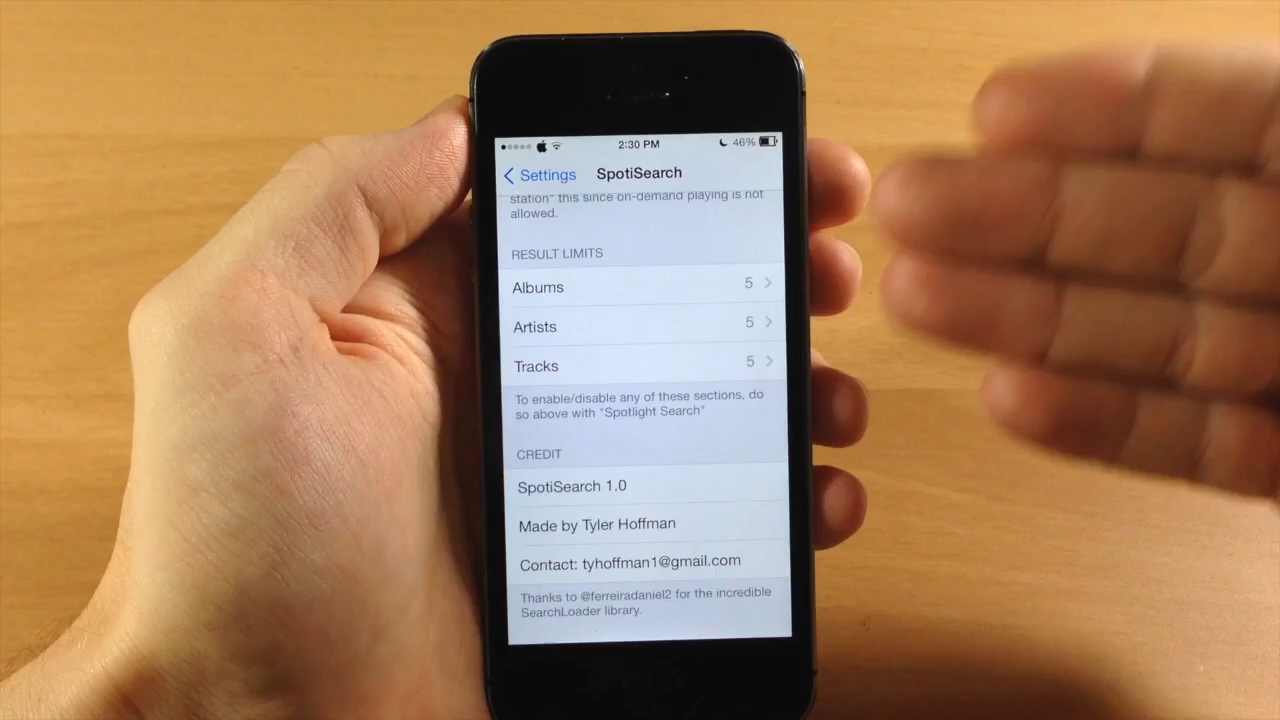 2:30 PM
46%
Settings
SpotiSearch
station" this since on-demand playing is not
allowed.
RESULT LIMITS
Albums 5
Artists 5
Tracks 5
To enable/disable any of these sections, do
so above with “Spotlight Search”
CREDIT
SpotiSearch 1.0
Made by Tyler Hoffman
Contact: tyhoffman1@gmail.com
Thanks to @ferreiradaniel2 for the incredible
SearchLoader library.